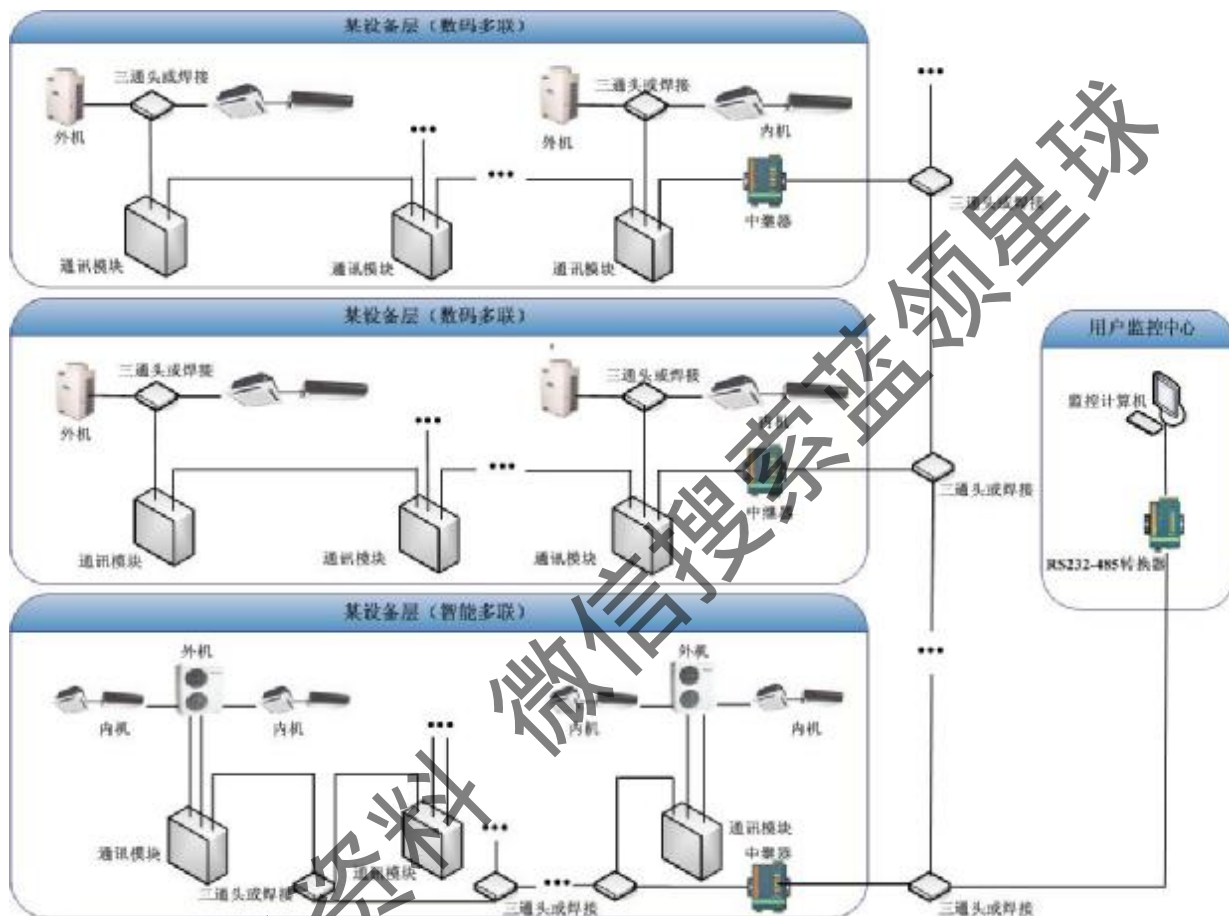 某设备层（数码多联）
三通头或焊接
三通头或焊接
外机
外机
内机
中继器
三通头或焊接
通讯模块
通讯模块
通讯模块
某设备层（数码多联）
用户监控中心
三通头或焊接
三通头或焊接
监控计算机
外机
内机
中继器
三通头或焊接
通讯模块
通讯模块
通讯模块
RS232-485转换器
某设备层（智能多联）
外机
外机
内机
内机
内机
内机
通讯模块
通讯模块
通讯模块
中继器
三通头或焊接
三通头或焊接
三通头或焊接
资料 微信搜索蓝领星球